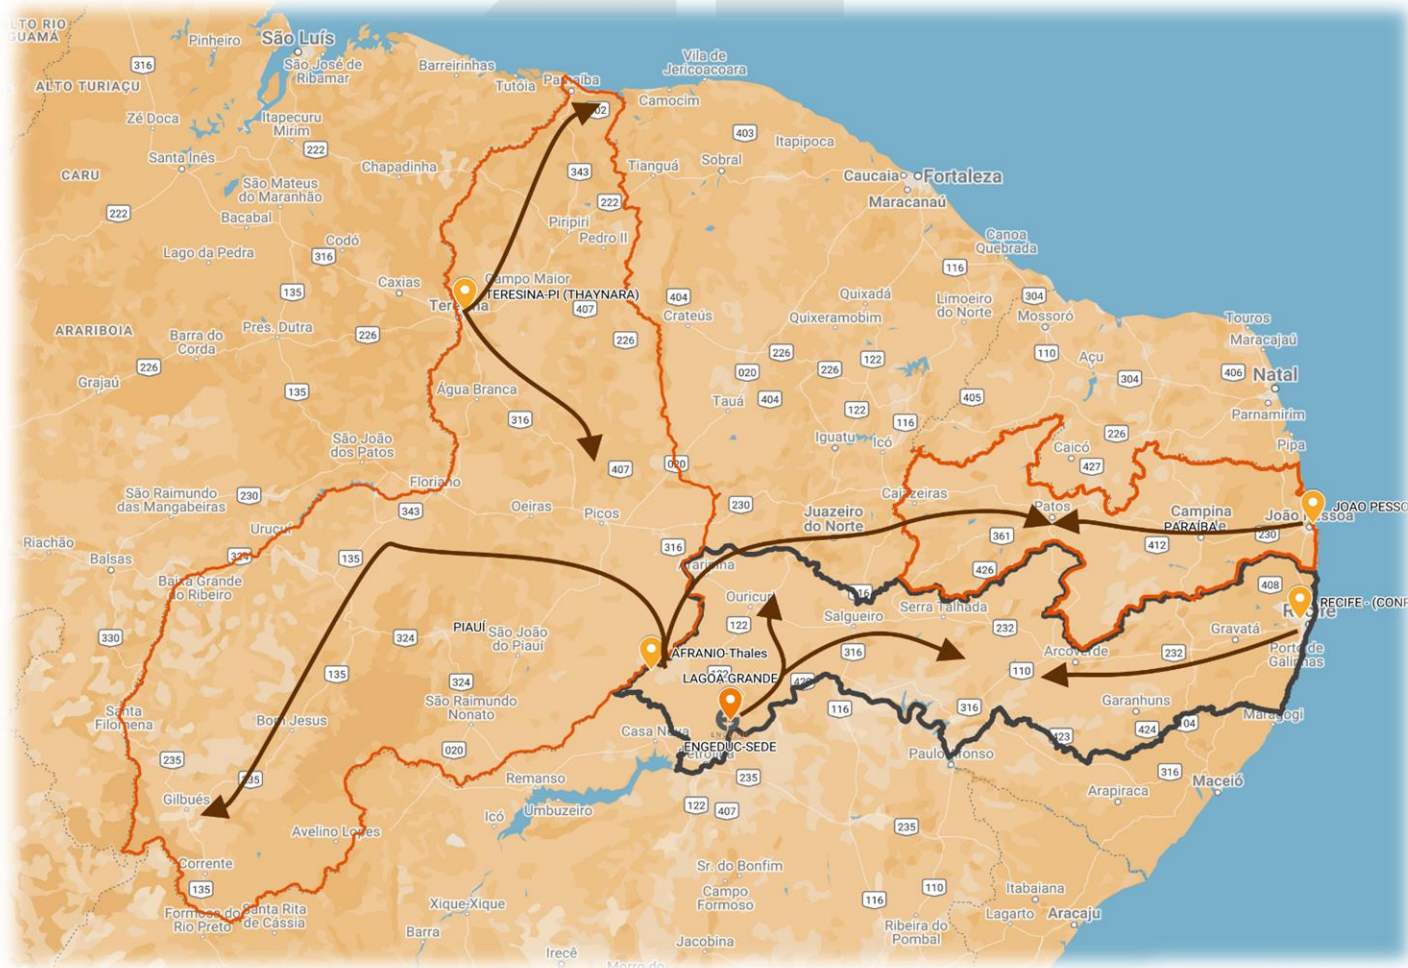 ALTO RIO
GUAMÁ
Pinheiro
São Luís
São José de
Ribamar
316
ALTO TURIAÇU
Barreirinhas
Tutóia
Parnaíba
Vila de
Jericoacoara
Camocim
Zé Doca
Itapecuru
Mirim
222
403
Itapipoca
Santa Inês
Chapadinha
343
Tianguá
Sobral
CARU
São Mateus
do Maranhão
Caucaia
Fortaleza
Maracanaú
222
Bacabal
222
Piripiri
Pedro II
Codó
316
Lago da Pedra
Canoa
Quebrada
116
Caxias
135
Campo Maior
TERESINA-PI (THAYNARA)
404
407
Crateús
Quixadá
Quixeramobim
Limoeiro
do Norte
304
Mossoró
Touros
Maracajaú
ARARIBOIA
Barra do
Corda
Pres. Dutra
226
226
226
122
226
110
Açu
406
Natal
Grajaú
226
135
Água Branca
020
404
Tauá
304
405
Parnamirim
316
122
116
São João
dos Patos
Iguatu
Icó
226
Caicó
427
Pipa
407
020
Floriano
São Raimundo
das Mangabeiras
230
343
Oeiras
Picos
230
Juazeiro
do Norte
Cajazeiras
Patos
Campina
PARAÍBA
João Pessoa
JOAO PESSO
230
Uruçuí
Riachão
Balsas
324
135
316
361
412
Baixa Grande
do Ribeiro
Araripina
426
408
Ouricuri
316
Serra Talhada
RECIFE - (CONF
Recife
330
324
PIAUÍ
São João
do Piauí
122
Salgueiro
232
Gravatá
AFRANIO-Thales
316
Arcoverde
232
Porto de
Galinhas
135
324
LAGOA GRANDE
428
110
São Raimundo
Nonato
Santa
Filomena
Bom Jesus
116
316
Garanhuns
Maragogi
Casa Nova
424
104
423
ENGEDUC-SEDE
Petrolina
235
020
Paulo Afonso
235
Remanso
235
316
Maceió
Gilbués
Icó
Umbuzeiro
122
407
Arapiraca
Avelino Lopes
235
Corrente
135
Sr. do Bonfim
Campo
Formoso
110
Itabaiana
116
Formosa do
Rio Preto
Santa Rita
de Cássia
Xique-Xique
Lagarto
Aracaju
Barra
Ribeira do
Pombal
Jacobina
Irecê